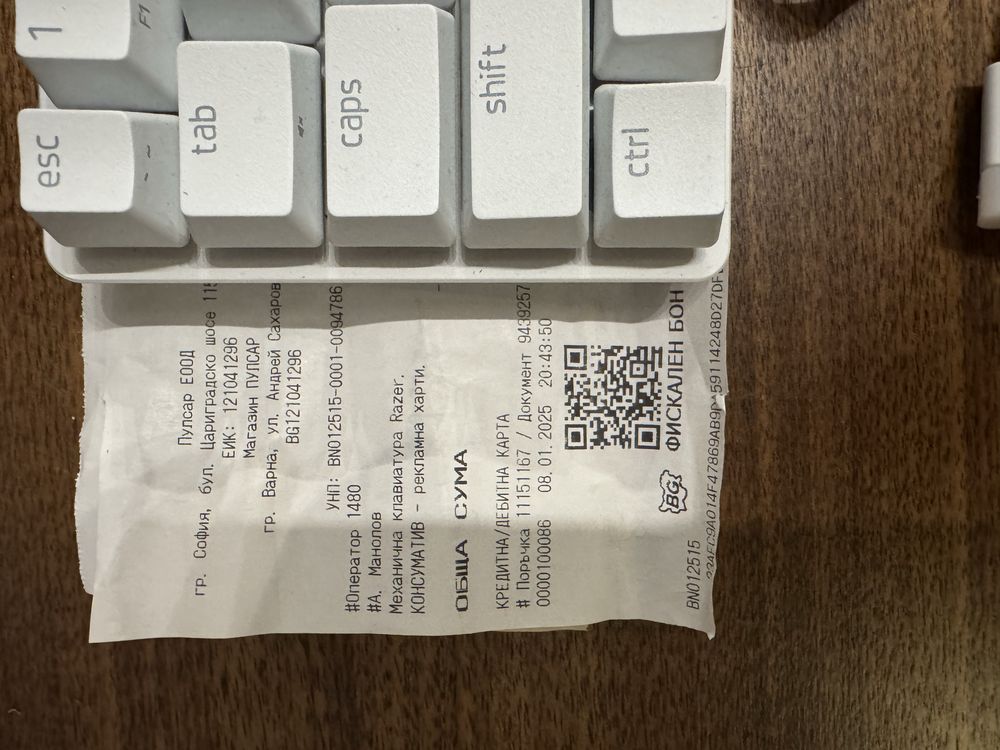 1
F1
esc
tab
caps
shift
ctrl
Пулсар ЕООД
гр. София, бул. Цариградско шосе 115
ЕИК: 121041296
Магазин ПУЛСАР
гр. Варна, ул. Андрей Сахаров
BG121041296
УНП: BN012515-0001-0094786
#Оператор 1480
#А. Манолов
Механична клавиатура Razer.
КОНСУМАТИВ - рекламна харти.
ОБЩА СУМА
КРЕДИТНА/ДЕБИТНА КАРТА
# Поръчка 11151167 / Документ 9439257
0000100086 08.01.2025 20:43:50
BG
ФИСКАЛЕН БОН
BN012515